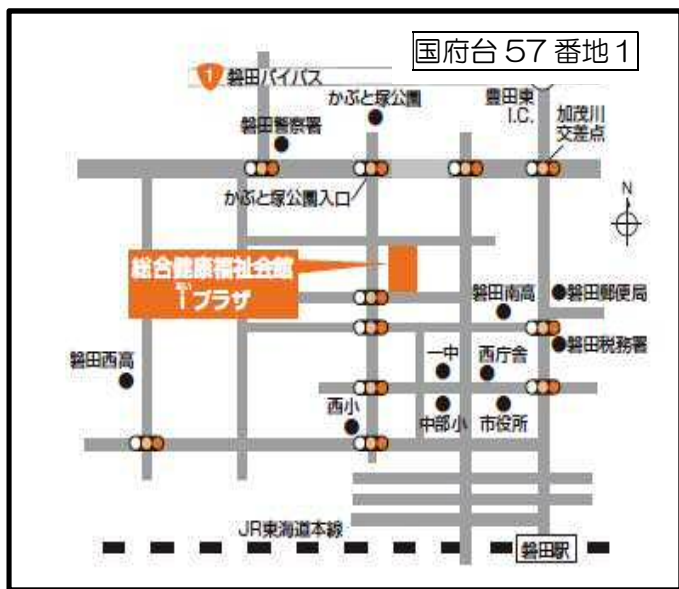 国府台57番地1
1
磐田バイパス
かぶと塚公園
豊田東
I.C.
加茂川
交差点
磐田警察署
かぶと塚公園入口
N
総合健康福祉会館
あい
iプラザ
磐田南高
磐田郵便局
磐田税務署
磐田西高
一中
西庁舎
西小
中部小
市役所
JR東海道本線
磐田駅